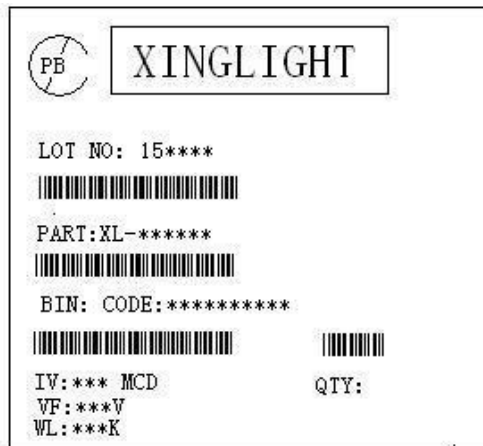 PB
XINGLIGHT
LOT NO: 15****
PART:XL-******
BIN: CODE:**********
IV:*** MCD QTY:
VF:***V
WL:***K